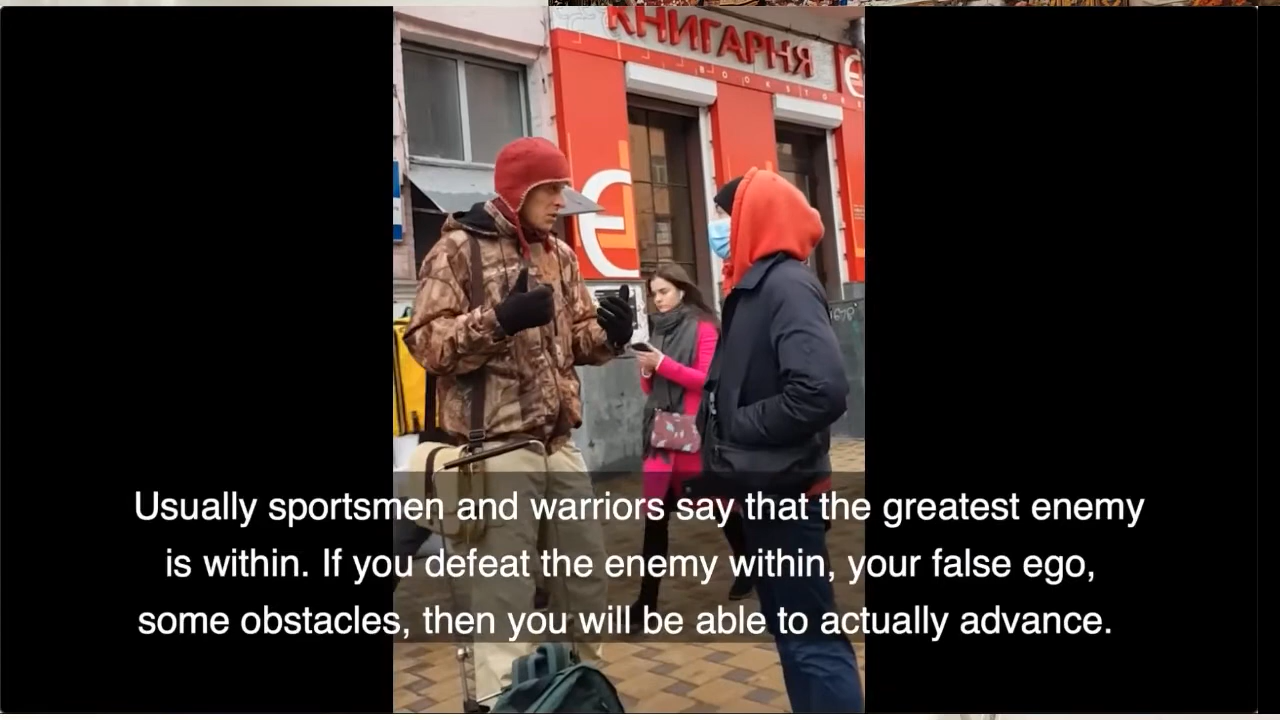 КНИГАРНЯ
BOOKSTORE
Є
Usually sportsmen and warriors say that the greatest enemy
is within. If you defeat the enemy within, your false ego,
some obstacles, then you will be able to actually advance.